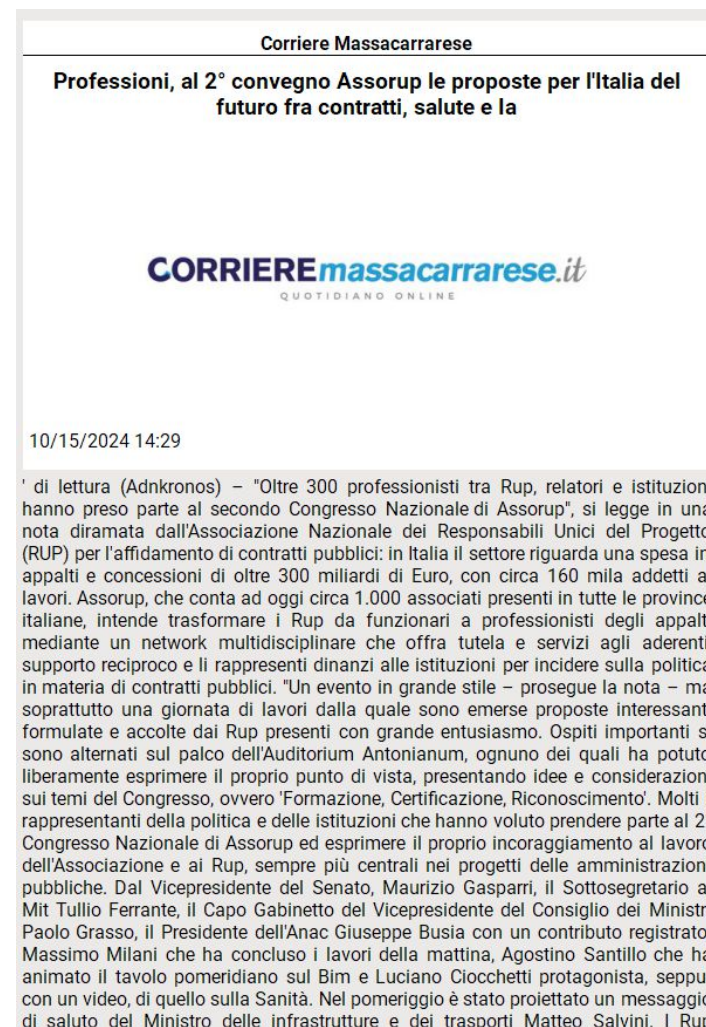 Corriere Massacarrarese
Professioni, al 2° convegno Assorup le proposte per l'Italia del
futuro fra contratti, salute e la
CORRIEREmassacarrarese.it
QUOTIDIANO ONLINE
10/15/2024 14:29
' di lettura (Adnkronos) – "Oltre 300 professionisti tra Rup, relatori e istituzion
hanno preso parte al secondo Congresso Nazionale di Assorup", si legge in una
nota diramata dall'Associazione Nazionale dei Responsabili Unici del Progetto
(RUP) per l'affidamento di contratti pubblici: in Italia il settore riguarda una spesa in
appalti e concessioni di oltre 300 miliardi di Euro, con circa 160 mila addetti a
lavori. Assorup, che conta ad oggi circa 1.000 associati presenti in tutte le province
italiane, intende trasformare i Rup da funzionari a professionisti degli appalt
mediante un network multidisciplinare che offra tutela e servizi agli aderenti
supporto reciproco e li rappresenti dinanzi alle istituzioni per incidere sulla politica
in materia di contratti pubblici. "Un evento in grande stile – prosegue la nota – ma
soprattutto una giornata di lavori dalla quale sono emerse proposte interessant
formulate e accolte dai Rup presenti con grande entusiasmo. Ospiti importanti s
sono alternati sul palco dell'Auditorium Antonianum, ognuno dei quali ha potuto
liberamente esprimere il proprio punto di vista, presentando idee e considerazion
sui temi del Congresso, ovvero 'Formazione, Certificazione, Riconoscimento'. Molti
rappresentanti della politica e delle istituzioni che hanno voluto prendere parte al 2
Congresso Nazionale di Assorup ed esprimere il proprio incoraggiamento al lavoro
dell'Associazione e ai Rup, sempre più centrali nei progetti delle amministrazion
pubbliche. Dal Vicepresidente del Senato, Maurizio Gasparri, il Sottosegretario a
Mit Tullio Ferrante, il Capo Gabinetto del Vicepresidente del Consiglio dei Ministr
Paolo Grasso, il Presidente dell'Anac Giuseppe Busia con un contributo registrato
Massimo Milani che ha concluso i lavori della mattina, Agostino Santillo che ha
animato il tavolo pomeridiano sul Bim e Luciano Ciocchetti protagonista, seppu
con un video, di quello sulla Sanità. Nel pomeriggio è stato proiettato un messaggio
di saluto del Ministro delle infrastrutture e dei trasporti Matteo Salvini. I Rup